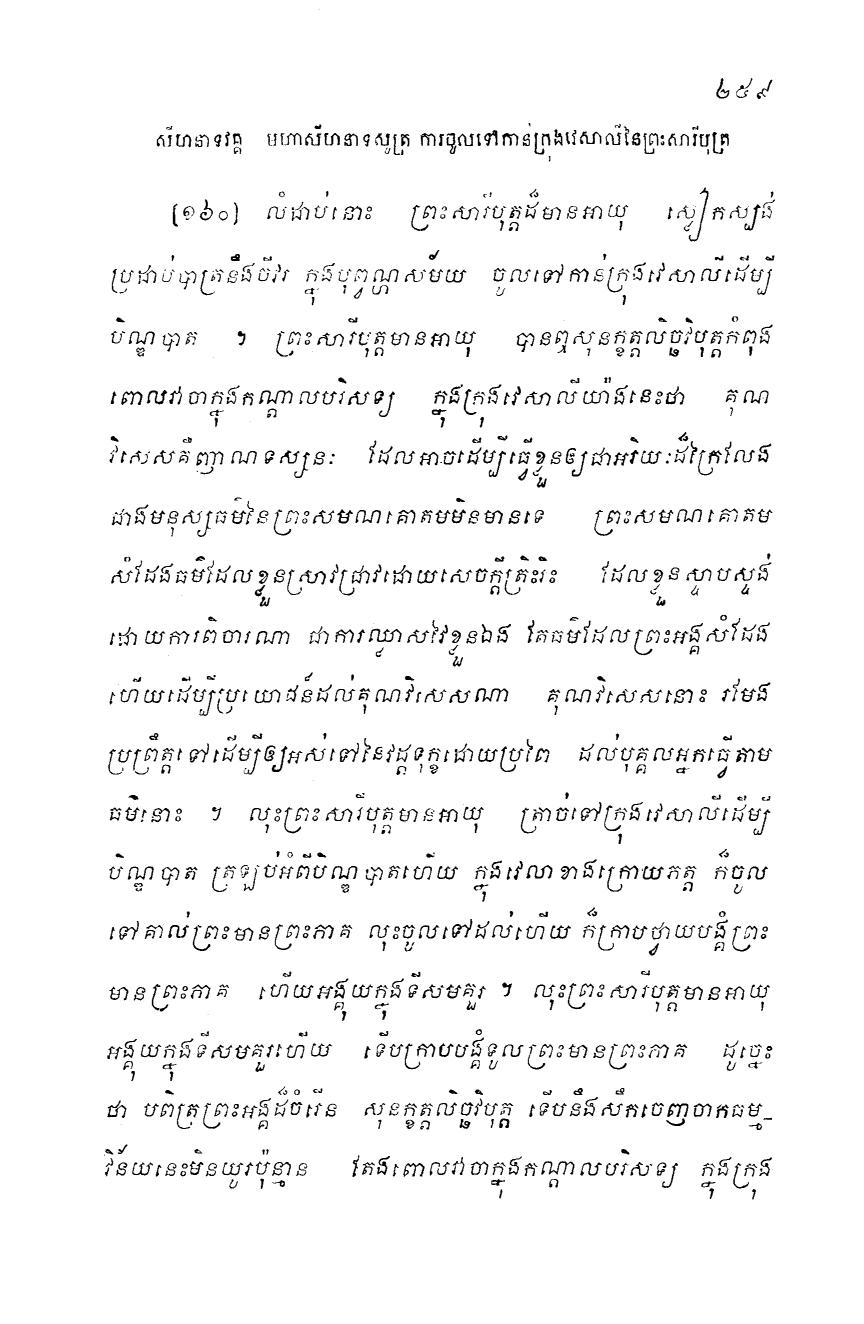 ២៥៩
សីហនាទវគ្គ មហាសីហនាទសូត្រ ការចូលទៅកាន់ក្រុងវេសាលីនៃព្រះសារីបុត្រ
[១៦០] លំដាប់នោះ ព្រះសារីបុត្តដ៏មានអាយុ ស្លៀកស្បង់
ប្រដាប់បាត្រនឹងចីវរ ក្នុងបុព្វណ្ហសម័យ ចូលទៅកាន់ក្រុងវេសាលីដើម្បី
បិណ្ឌបាត ។ ព្រះសារីបុត្តមានអាយុ បានឮសុនក្ខត្តលិច្ឆវិបុត្តកំពុង
ពោលវាចាក្នុងកណ្តាលបរិសទ្យ ក្នុងក្រុងវេសាលីយ៉ាងនេះថា គុណ
វិសេសគឺញាណទស្សនៈ ដែលអាចដើម្បីធ្វើខ្លួនឲ្យជាអរិយៈដ៏ក្រៃលែង
ជាងមនុស្សធម៌នៃព្រះសមណគោតមមិនមានទេ ព្រះសមណគោតម
សំដែងធម៌ដែលខ្លួនស្រាវជ្រាវដោយសេចក្តីត្រិះរិះ ដែលខ្លួនស្ទាបស្ទង់
ដោយការពិចារណា ជាការឈ្លាសវៃខ្លួនឯង តែធម៌ដែលព្រះអង្គសំដែង
ហើយដើម្បីប្រយោជន៍ដល់គុណវិសេសណា គុណវិសេសនោះ រមែង
ប្រព្រឹត្តទៅដើម្បីឲ្យអស់ទៅនៃវដ្តទុក្ខដោយប្រពៃ ដល់បុគ្គលអ្នកធ្វើតាម
ធម៌នោះ ។ លុះព្រះសារីបុត្តមានអាយុ ត្រាច់ទៅក្រុងវេសាលីដើម្បី
បិណ្ឌបាត ត្រឡប់អំពីបិណ្ឌបាតហើយ ក្នុងវេលាខាងក្រោយភត្ត ក៏ចូល
ទៅគាល់ព្រះមានព្រះភាគ លុះចូលទៅដល់ហើយ ក៏ក្រាបថ្វាយបង្គំព្រះ
មានព្រះភាគ ហើយអង្គុយក្នុងទីសមគួរ ។ លុះព្រះសារីបុត្តមានអាយុ
អង្គុយក្នុងទីសមគួរហើយ ទើបក្រាបបង្គំទូលព្រះមានព្រះភាគ ដូច្នេះ
ថា បពិត្រព្រះអង្គដ៏ចំរើន សុនក្ខត្តលិច្ឆវិបុត្ត ទើបនឹងសឹកចេញចាកធម្ម-
វិន័យនេះមិនយូរប៉ុន្មាន តែងពោលវាចាក្នុងកណ្តាលបរិសទ្យ ក្នុងក្រុង